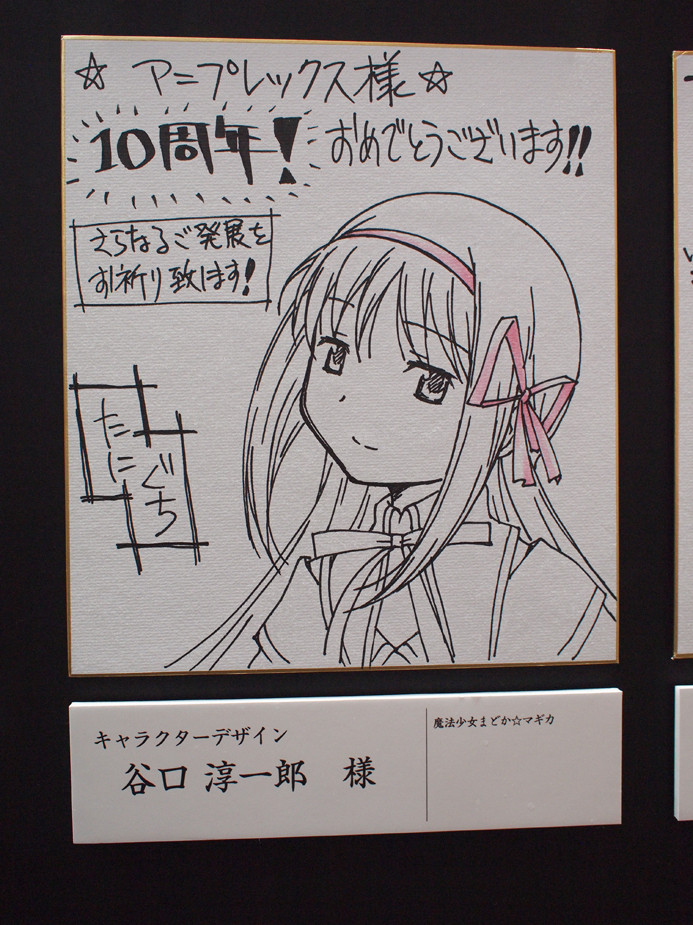 ☆ アニプレックス様 ☆
10周年! おめでとうございます!!
さらなるご発展を
お祈り致します!
たに
ぐち
キャラクターデザイン
谷口 淳一郎 様
魔法少女まどか☆マギカ